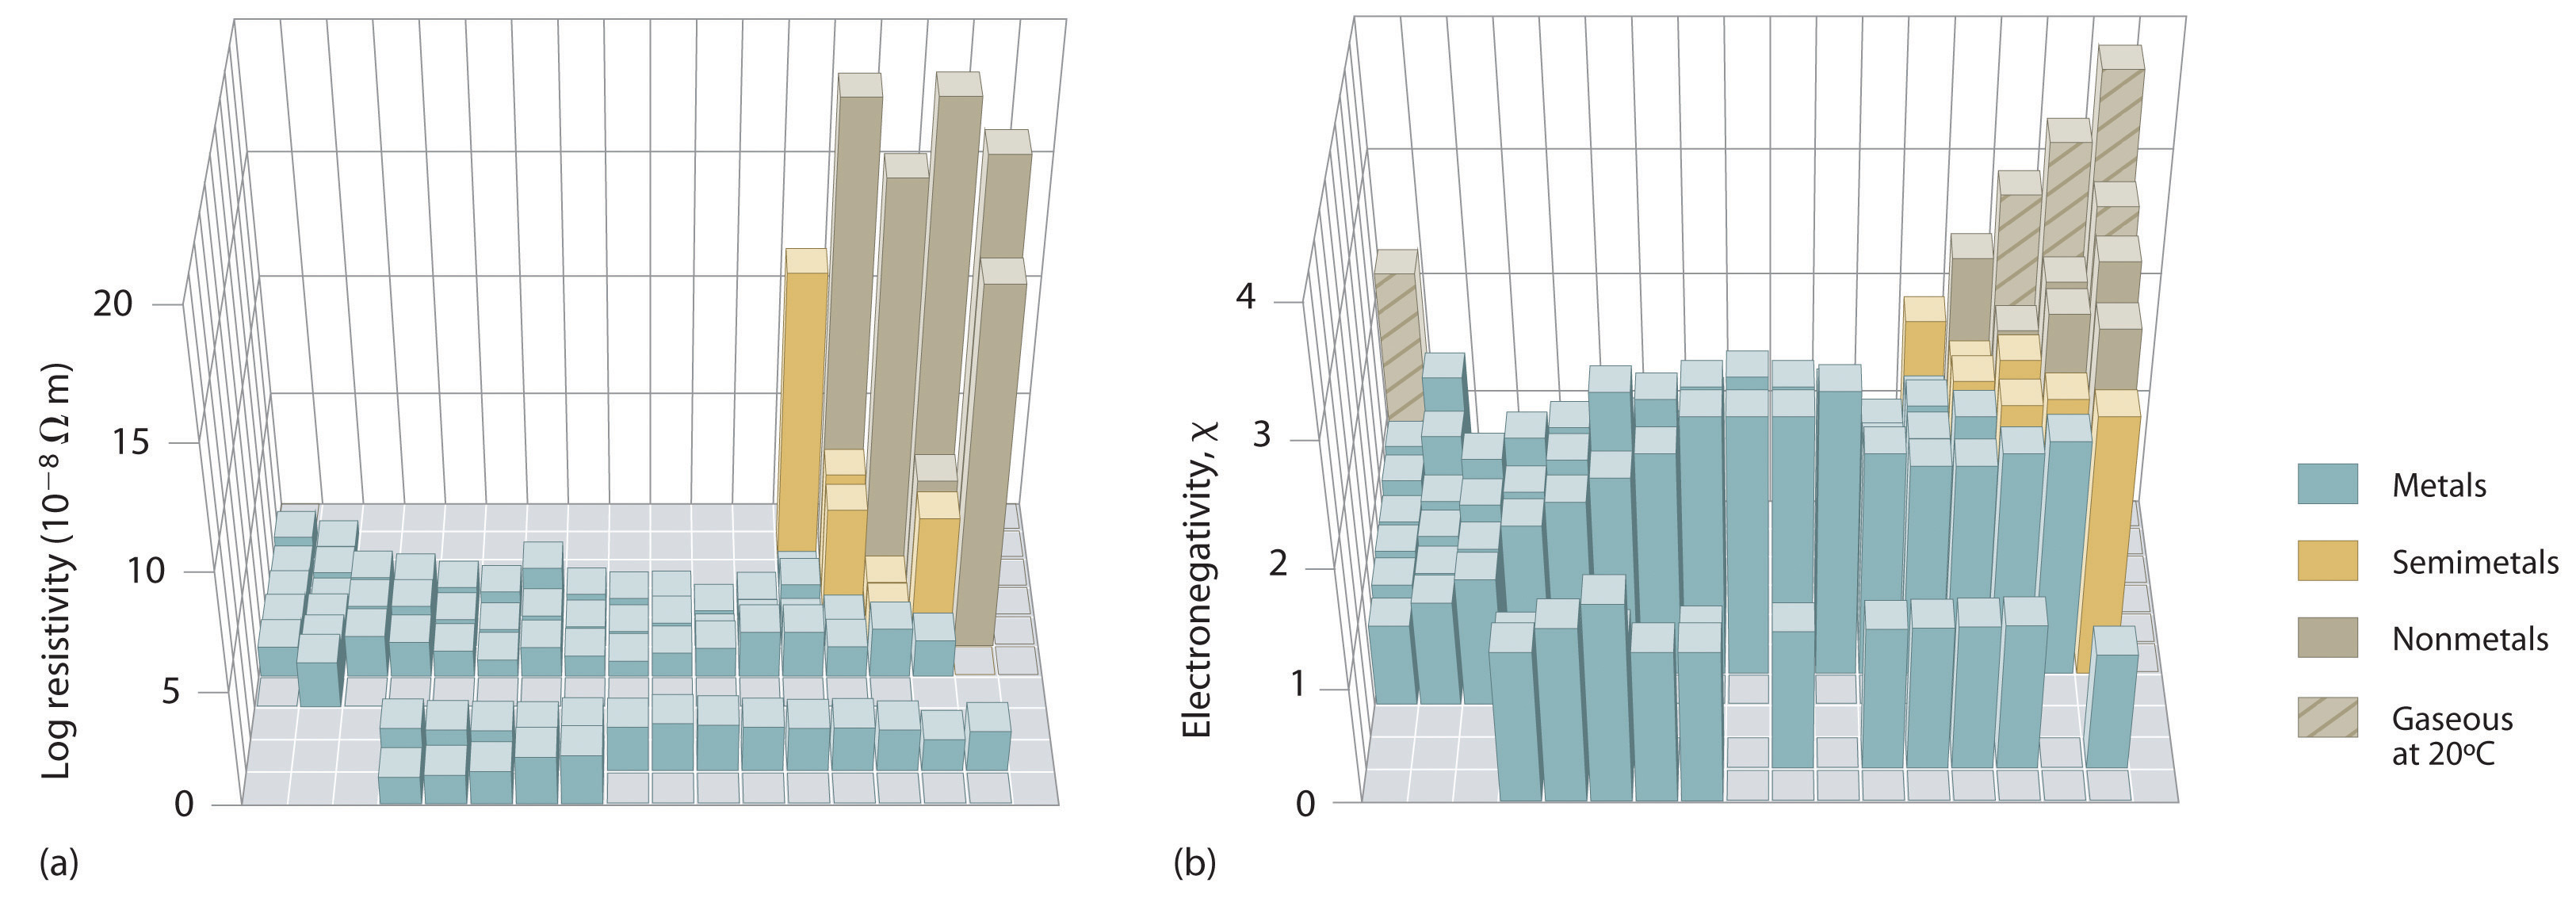 20
15
10
5
0
Log resistivity (10⁻⁸ Ω m)
(a)
4
3
2
1
0
Electronegativity, χ
(b)
Metals
Semimetals
Nonmetals
Gaseous
at 20ºC